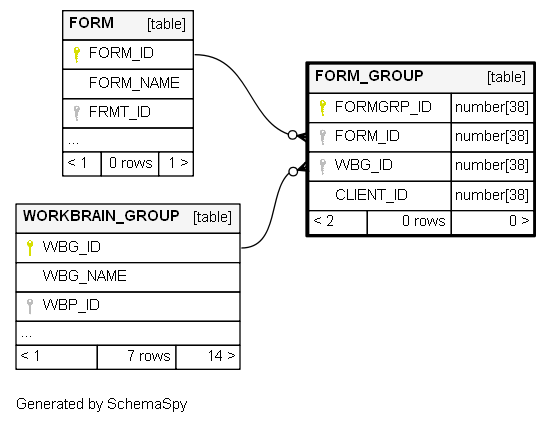 FORM [table]
FORM_ID
FORM_NAME
FRMT_ID
...
< 1 0 rows 1 >
FORM_GROUP [table]
FORMGRP_ID number[38]
FORM_ID number[38]
WBG_ID number[38]
CLIENT_ID number[38]
< 2 0 rows 0 >
WORKBRAIN_GROUP [table]
WBG_ID
WBG_NAME
WBP_ID
...
< 1 7 rows 14 >
Generated by SchemaSpy